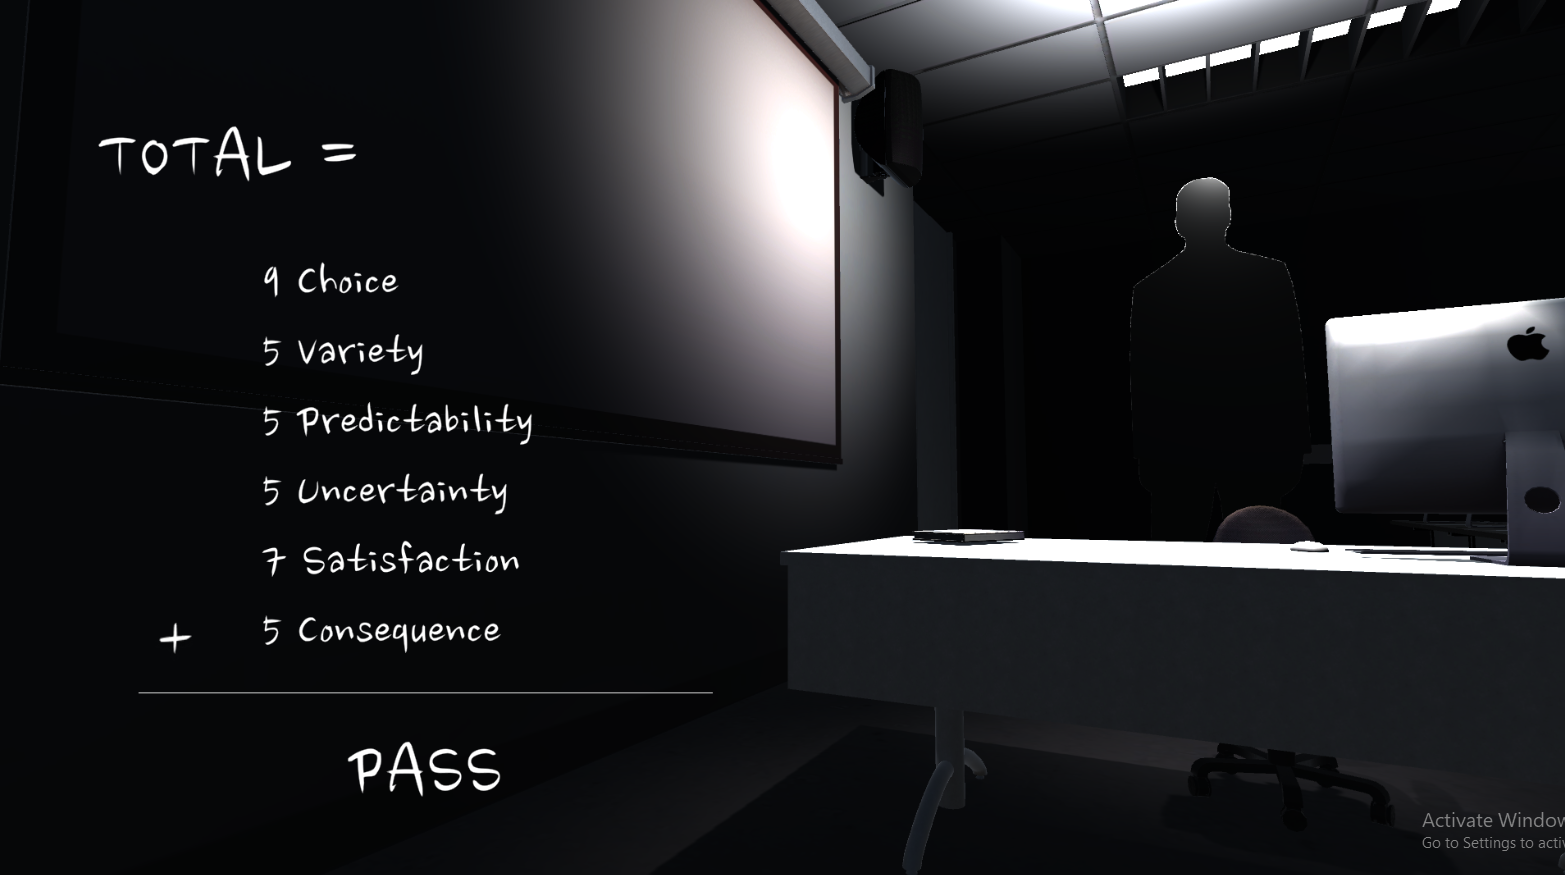 TOTAL =
9 Choice
5 Variety
5 Predictability
5 Uncertainty
7 Satisfaction
+ 5 Consequence
PASS
Activate Window
Go to Settings to activ